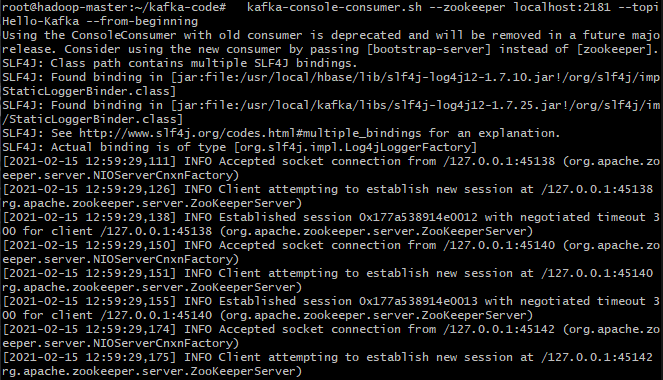 root@hadoop-master:~/kafka-code#   kafka-console-consumer.sh --zookeeper localhost:2181 --topi
Hello-Kafka --from-beginning
Using the ConsoleConsumer with old consumer is deprecated and will be removed in a future majo
release. Consider using the new consumer by passing [bootstrap-server] instead of [zookeeper].
SLF4J: Class path contains multiple SLF4J bindings.
SLF4J: Found binding in [jar:file:/usr/local/hbase/lib/slf4j-log4j12-1.7.10.jar!/org/slf4j/imp
StaticLoggerBinder.class]
SLF4J: Found binding in [jar:file:/usr/local/kafka/libs/slf4j-log4j12-1.7.25.jar!/org/slf4j/im
/StaticLoggerBinder.class]
SLF4J: See http://www.slf4j.org/codes.html#multiple_bindings for an explanation.
SLF4J: Actual binding is of type [org.slf4j.impl.Log4jLoggerFactory]
[2021-02-15 12:59:29,111] INFO Accepted socket connection from /127.0.0.1:45138 (org.apache.zo
eeper.server.NIOServerCnxnFactory)
[2021-02-15 12:59:29,126] INFO Client attempting to establish new session at /127.0.0.1:45138
rg.apache.zookeeper.server.ZooKeeperServer)
[2021-02-15 12:59:29,138] INFO Established session 0x177a538914e0012 with negotiated timeout 3
00 for client /127.0.0.1:45138 (org.apache.zookeeper.server.ZooKeeperServer)
[2021-02-15 12:59:29,150] INFO Accepted socket connection from /127.0.0.1:45140 (org.apache.zo
eeper.server.NIOServerCnxnFactory)
[2021-02-15 12:59:29,151] INFO Client attempting to establish new session at /127.0.0.1:45140
rg.apache.zookeeper.server.ZooKeeperServer)
[2021-02-15 12:59:29,155] INFO Established session 0x177a538914e0013 with negotiated timeout 3
00 for client /127.0.0.1:45140 (org.apache.zookeeper.server.ZooKeeperServer)
[2021-02-15 12:59:29,174] INFO Accepted socket connection from /127.0.0.1:45142 (org.apache.zo
eeper.server.NIOServerCnxnFactory)
[2021-02-15 12:59:29,175] INFO Client attempting to establish new session at /127.0.0.1:45142
rg.apache.zookeeper.server.ZooKeeperServer)